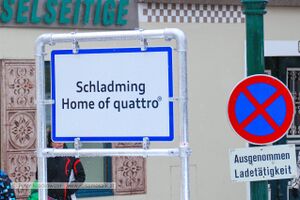 SELSEITIGE
Schladming
Home of quattro®
Ausgenommen
Ladetätigkeit